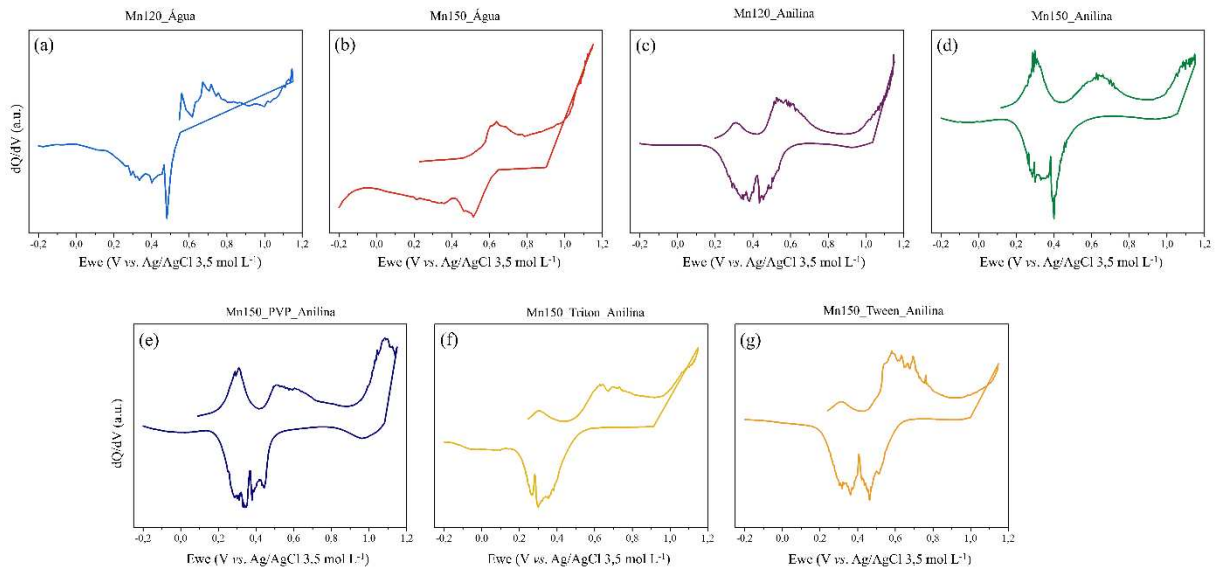 Mn120_Água
Mn150_Água
Mn120_Anilina
Mn150_Anilina
(a)
(b)
(c)
(d)
dQ/dV (a.u.)
-0,2 0,0 0,2 0,4 0,6 0,8 1,0 1,2
-0,2 0,0 0,2 0,4 0,6 0,8 1,0 1,2
-0,2 0,0 0,2 0,4 0,6 0,8 1,0 1,2
-0,2 0,0 0,2 0,4 0,6 0,8 1,0 1,2
Ewe (V vs. Ag/AgCl 3,5 mol L⁻¹)
Ewe (V vs. Ag/AgCl 3,5 mol L⁻¹)
Ewe (V vs. Ag/AgCl 3,5 mol L⁻¹)
Ewe (V vs. Ag/AgCl 3,5 mol L⁻¹)
Mn150_PVP_Anilina
Mn150_Triton_Anilina
Mn150_Tween_Anilina
(e)
(f)
(g)
dQ/dV (a.u.)
-0,2 0,0 0,2 0,4 0,6 0,8 1,0 1,2
-0,2 0,0 0,2 0,4 0,6 0,8 1,0 1,2
-0,2 0,0 0,2 0,4 0,6 0,8 1,0 1,2
Ewe (V vs. Ag/AgCl 3,5 mol L⁻¹)
Ewe (V vs. Ag/AgCl 3,5 mol L⁻¹)
Ewe (V vs. Ag/AgCl 3,5 mol L⁻¹)